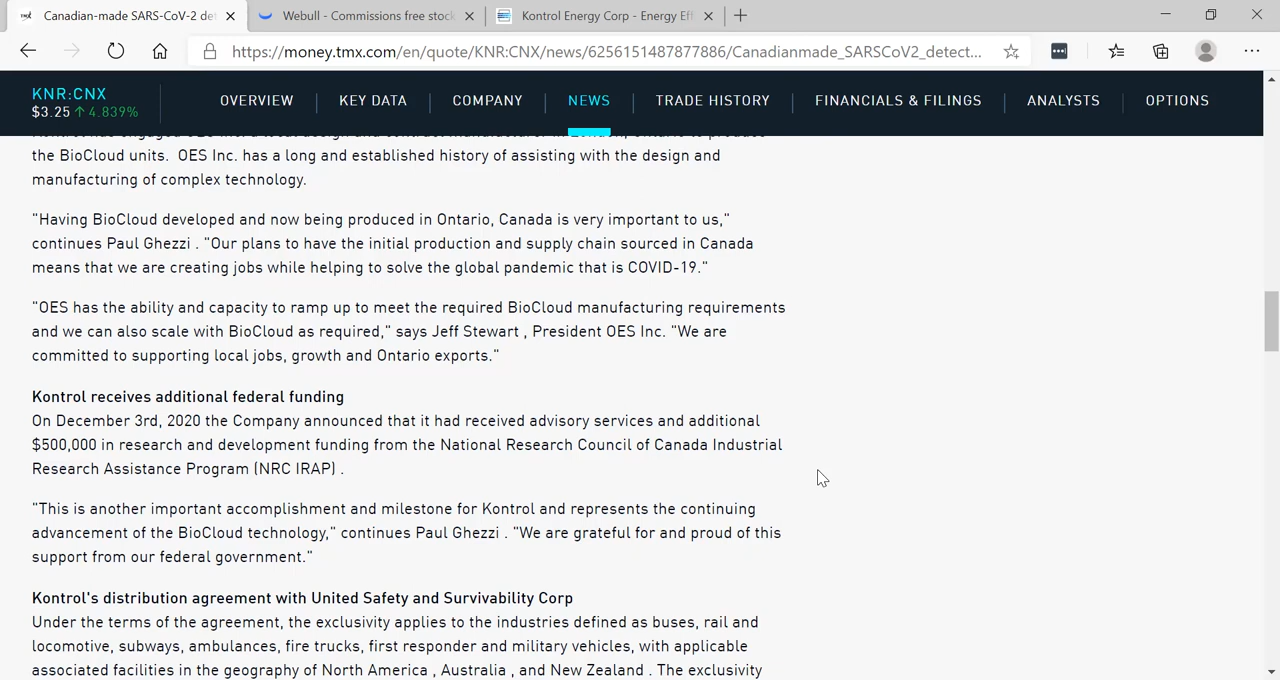 Canadian-made SARS-CoV-2 det
Webull - Commissions free stock
Kontrol Energy Corp - Energy Eff
https://money.tmx.com/en/quote/KNR:CNX/news/6256151487877886/Canadianmade_SARSCoV2_detect...
KNR:CNX
$3.25 ↑ 4.839%
OVERVIEW
KEY DATA
COMPANY
NEWS
TRADE HISTORY
FINANCIALS & FILINGS
ANALYSTS
OPTIONS
the BioCloud units. OES Inc. has a long and established history of assisting with the design and
manufacturing of complex technology.
"Having BioCloud developed and now being produced in Ontario, Canada is very important to us,"
continues Paul Ghezzi . "Our plans to have the initial production and supply chain sourced in Canada
means that we are creating jobs while helping to solve the global pandemic that is COVID-19."
"OES has the ability and capacity to ramp up to meet the required BioCloud manufacturing requirements
and we can also scale with BioCloud as required," says Jeff Stewart , President OES Inc. "We are
committed to supporting local jobs, growth and Ontario exports."
Kontrol receives additional federal funding
On December 3rd, 2020 the Company announced that it had received advisory services and additional
$500,000 in research and development funding from the National Research Council of Canada Industrial
Research Assistance Program (NRC IRAP) .
"This is another important accomplishment and milestone for Kontrol and represents the continuing
advancement of the BioCloud technology," continues Paul Ghezzi . "We are grateful for and proud of this
support from our federal government."
Kontrol's distribution agreement with United Safety and Survivability Corp
Under the terms of the agreement, the exclusivity applies to the industries defined as buses, rail and
locomotive, subways, ambulances, fire trucks, first responder and military vehicles, with applicable
associated facilities in the geography of North America , Australia , and New Zealand . The exclusivity